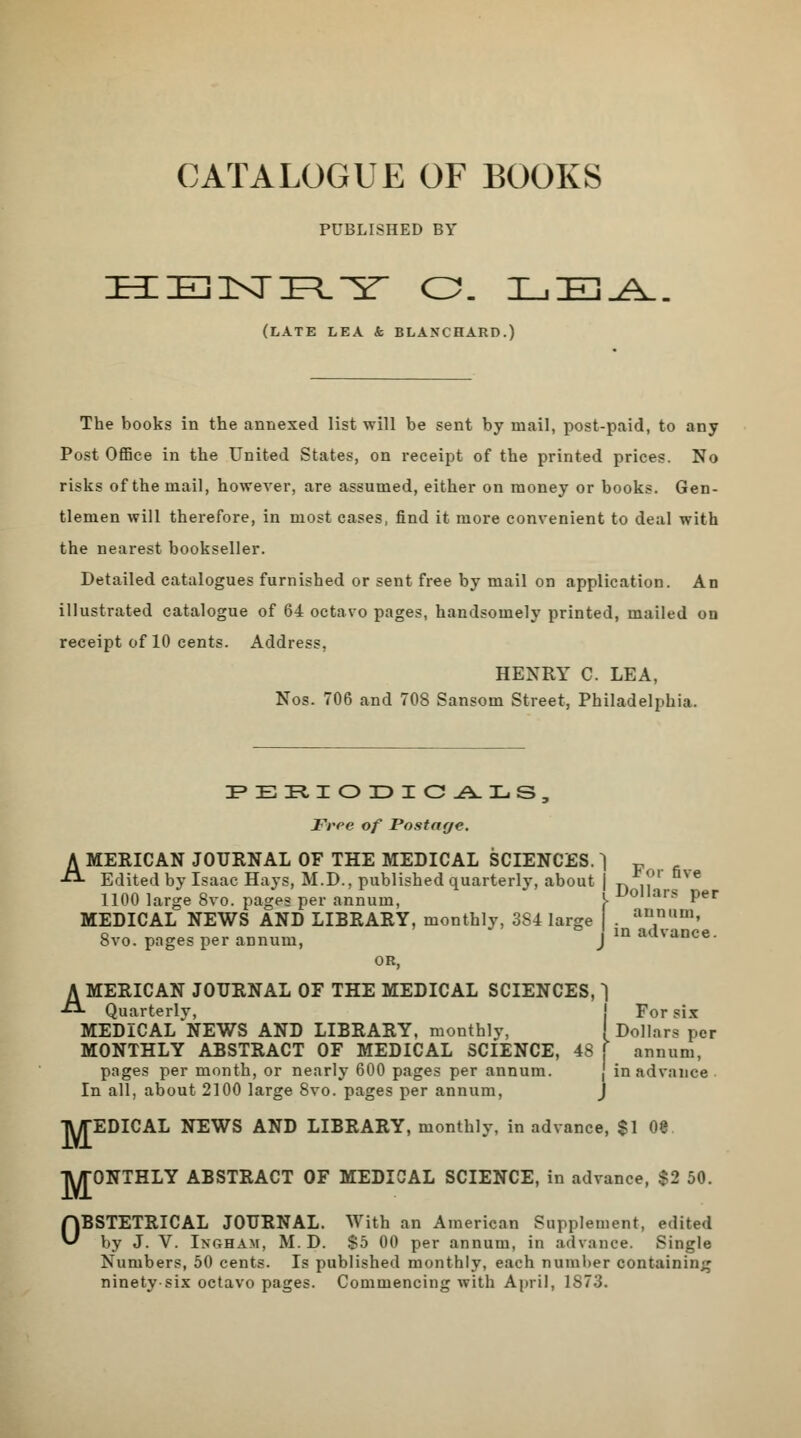 CATALOGUE OF BOOKS
PUBLISHED BY
HENRY C. LEA.
(LATE LEA & BLANCHARD.)
The books in the annexed list will be sent by mail, post-paid, to any
Post Office in the United States, on receipt of the printed prices. No
risks of the mail, however, are assumed, either on money or books. Gen-
tlemen will therefore, in most cases, find it more convenient to deal with
the nearest bookseller.
Detailed catalogues furnished or sent free by mail on application. An
illustrated catalogue of 64 octavo pages, handsomely printed, mailed on
receipt of 10 cents. Address,
HENRY C. LEA,
Nos. 706 and 708 Sansom Street, Philadelphia.
PERIODICALS,
Free of Postage.
AMERICAN JOURNAL OF THE MEDICAL SCIENCES.
Edited by Isaac Hays, M.D., published quarterly, about
1100 large 8vo. pages per annum,
MEDICAL NEWS AND LIBRARY, monthly, 384 large
8vo. pages per annum,
For five
Dollars per
annum,
in advance.
OR,
AMERICAN JOURNAL OF THE MEDICAL SCIENCES,
Quarterly,
MEDICAL NEWS AND LIBRARY, monthly,
MONTHLY ABSTRACT OF MEDICAL SCIENCE, 48
pages per month, or nearly 600 pages per annum.
In all, about 2100 large 8vo. pages per annum,
For six
Dollars per
annum,
in advance.
MEDICAL NEWS AND LIBRARY, monthly, in advance, $1 00.
MONTHLY ABSTRACT OF MEDICAL SCIENCE, in advance, $2 50.
OBSTETRICAL JOURNAL. With an American Supplement, edited
by J. V. INGHAM, M. D. $5 00 per annum, in advance. Single
Numbers, 50 cents. Is published monthly, each number containing
ninety-six octavo pages. Commencing with April, 1873.